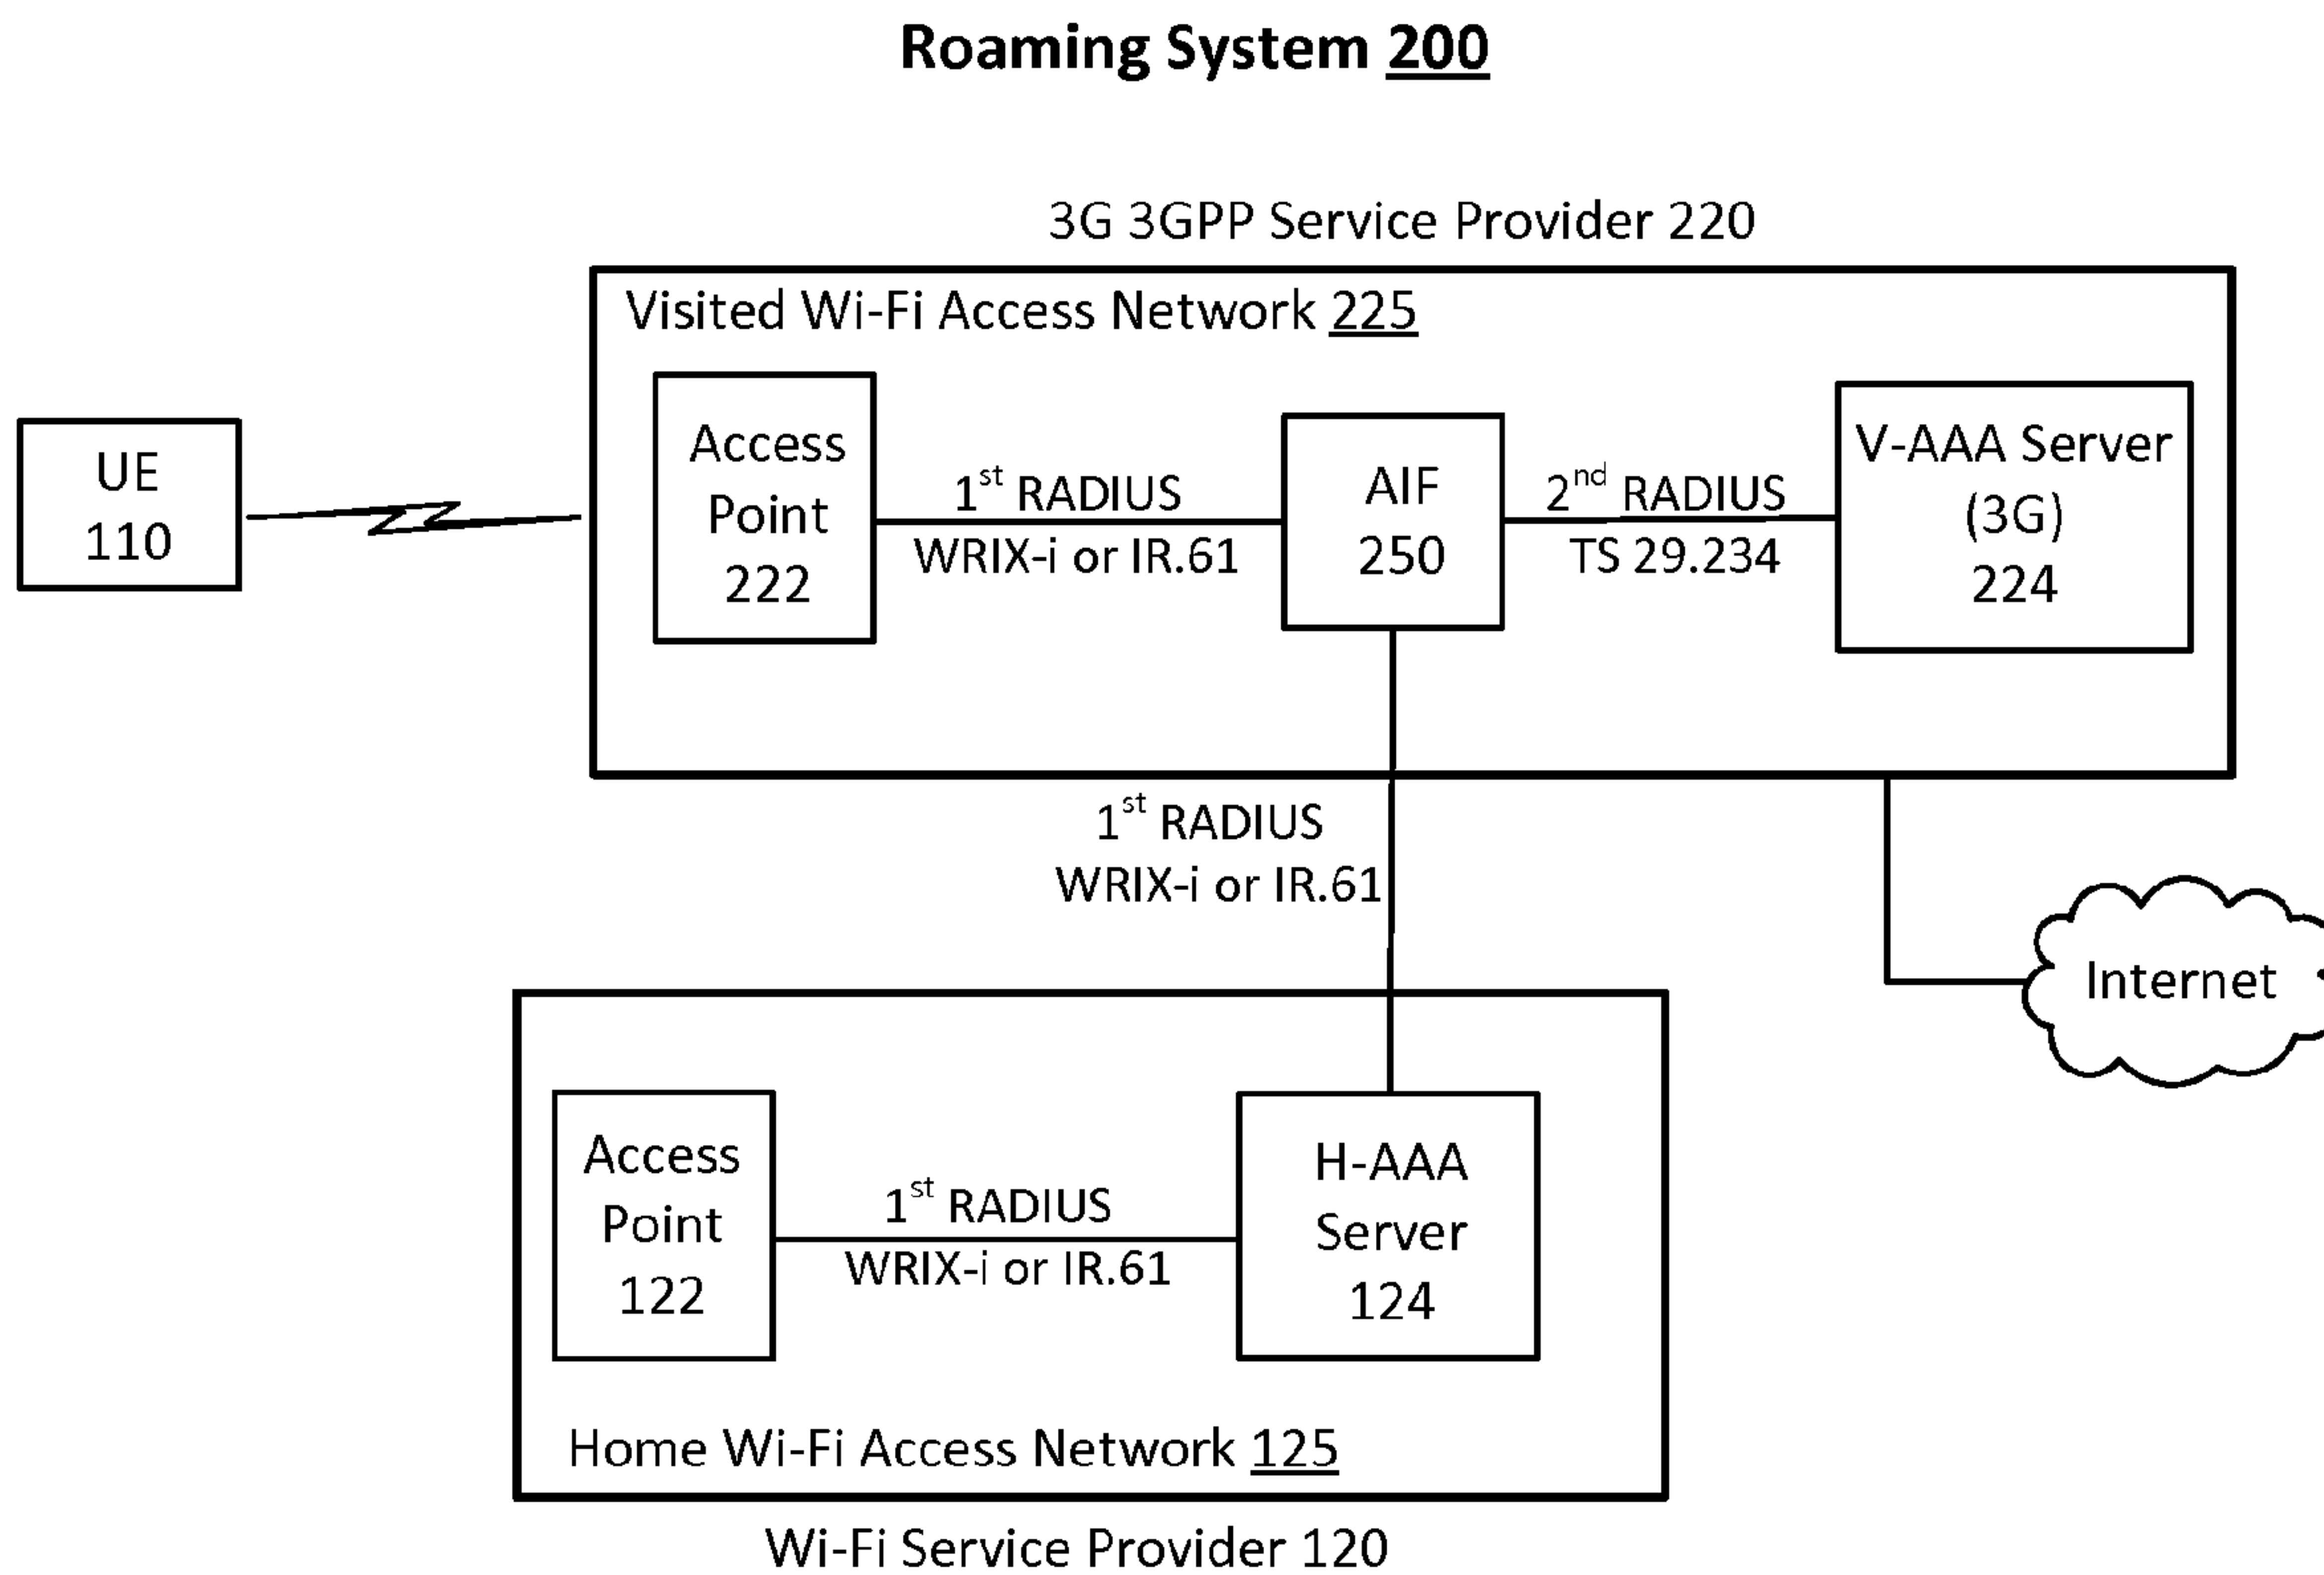 Roaming System 200
3G 3GPP Service Provider 220
Visited Wi-Fi Access Network 225
UE
110
Access
Point
222
1st RADIUS
WRIX-i or IR.61
AIF
250
2nd RADIUS
TS 29.234
V-AAA Server
(3G)
224
1st RADIUS
WRIX-i or IR.61
Internet
Access
Point
122
1st RADIUS
WRIX-i or IR.61
H-AAA
Server
124
Home Wi-Fi Access Network 125
Wi-Fi Service Provider 120